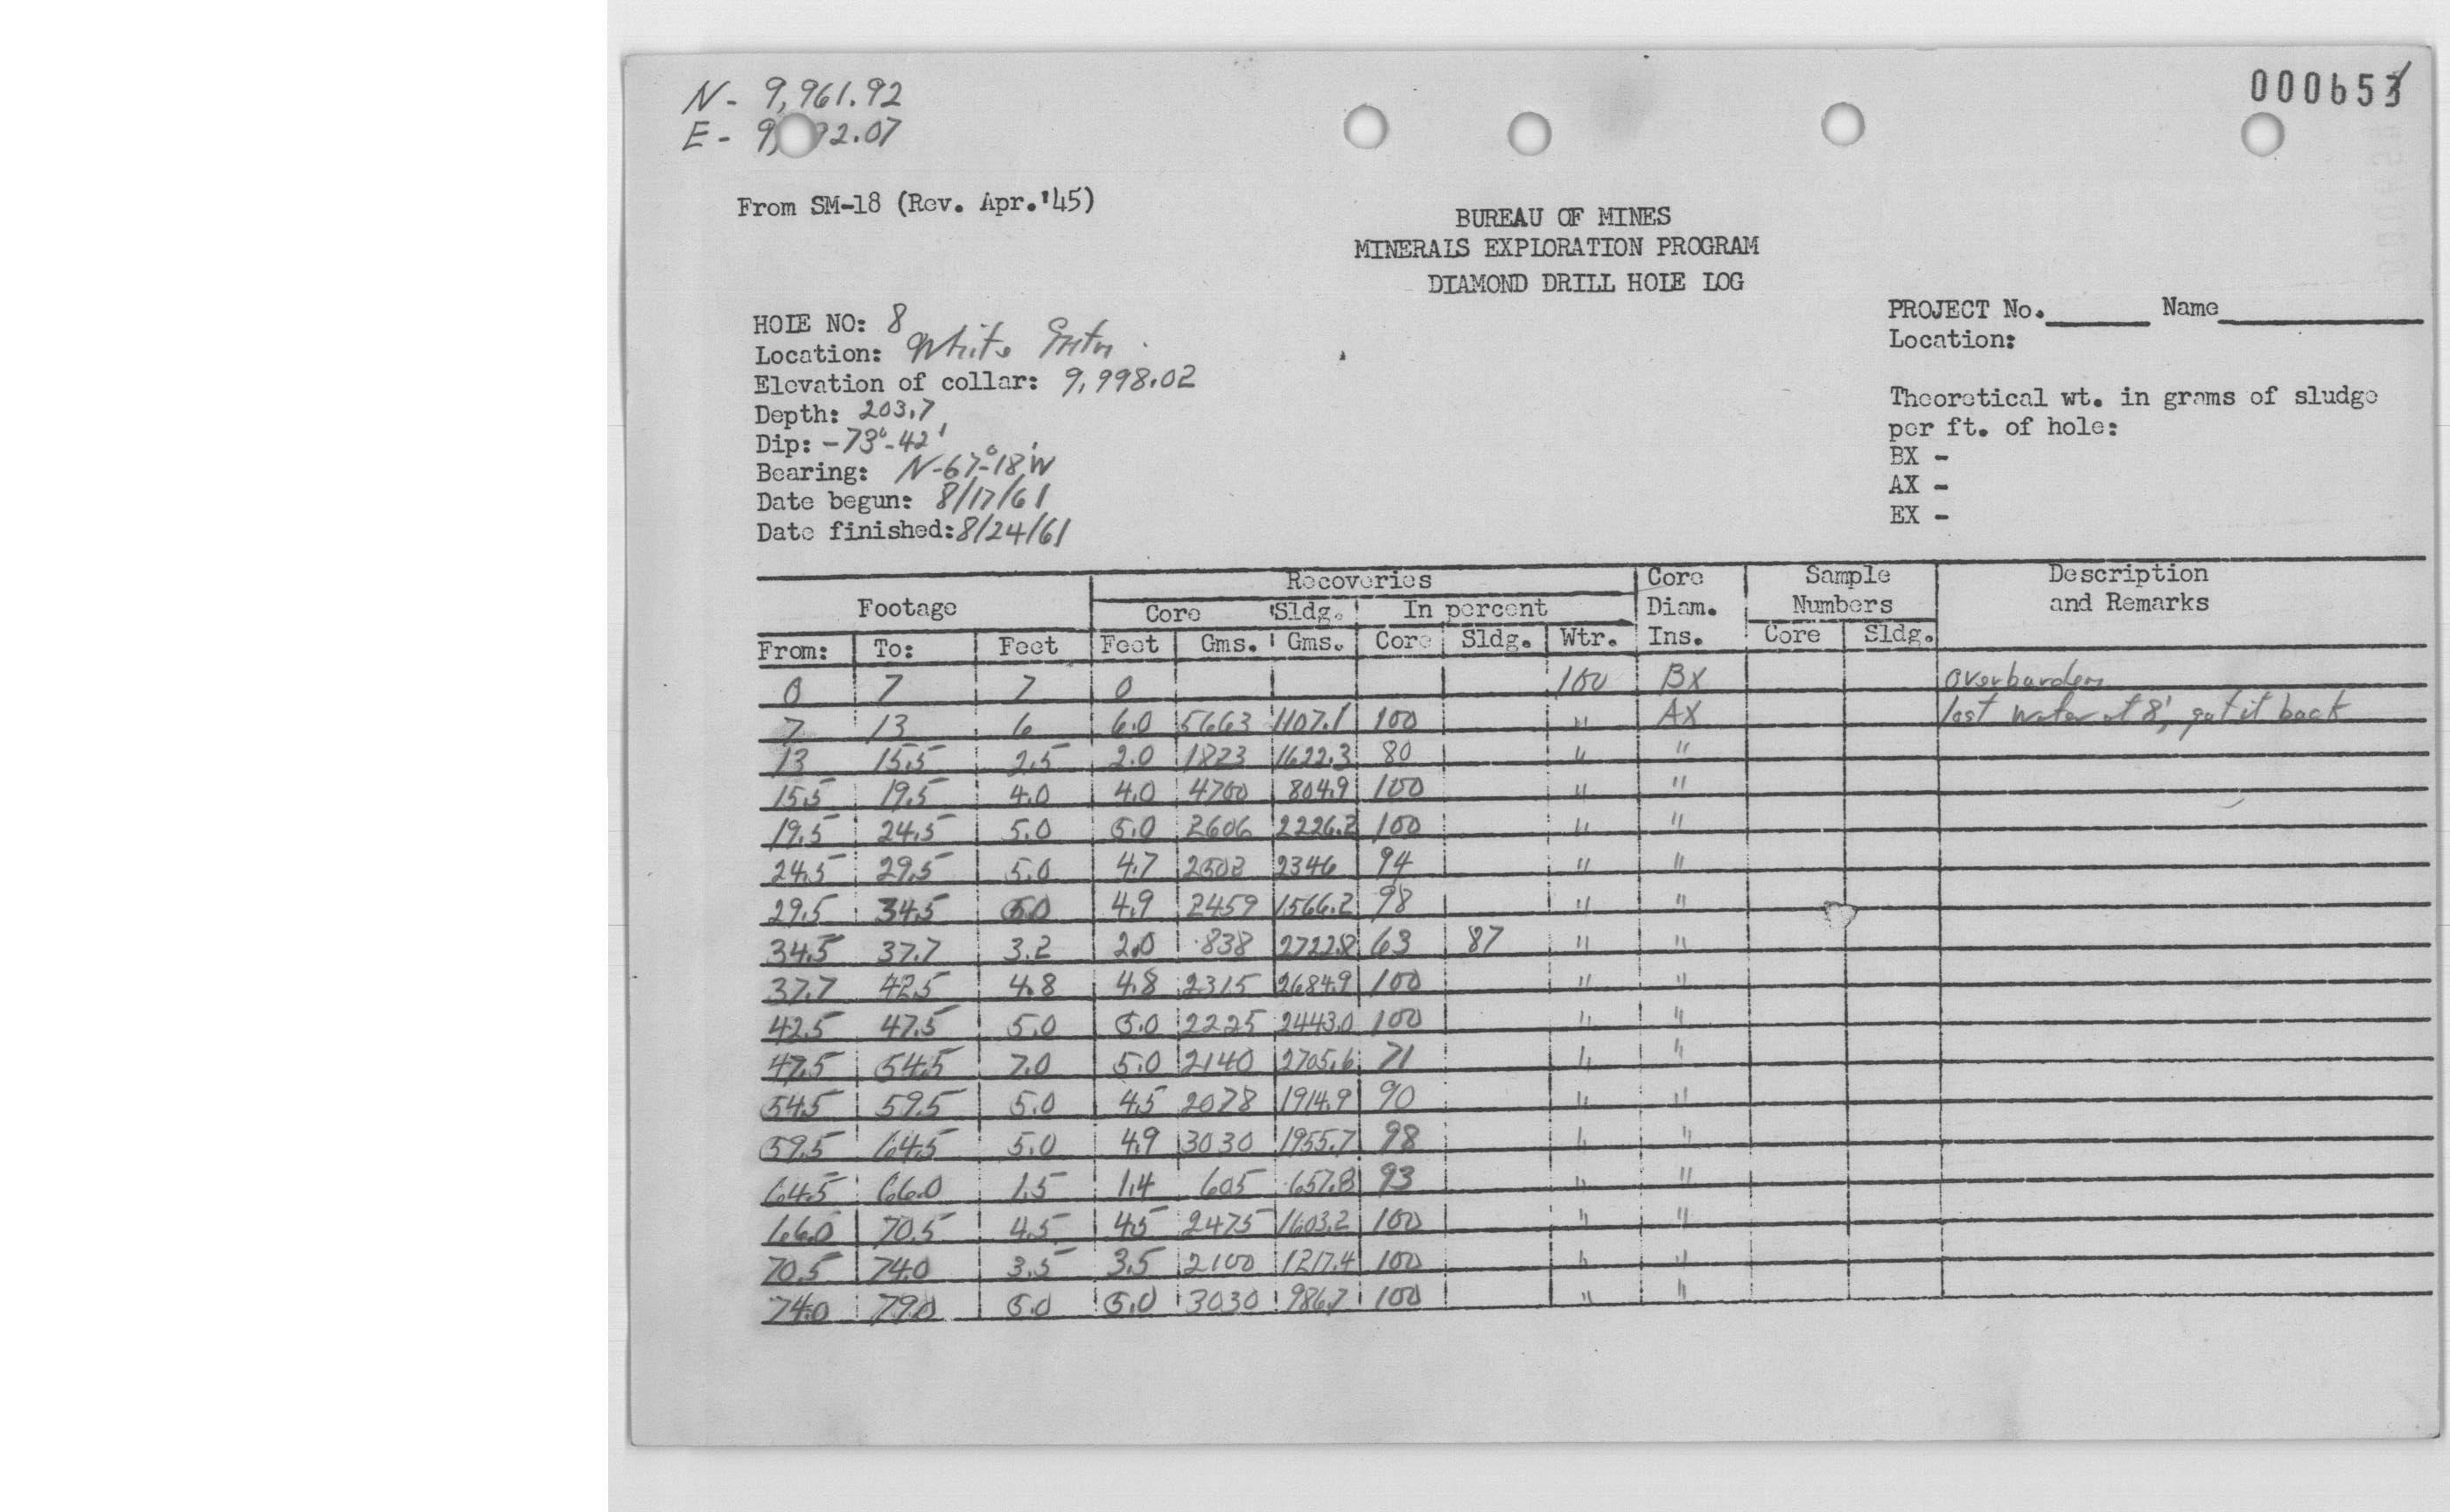 N- 9,961.92
E- 9, 2.07
000653
From SM-18 (Rev. Apr.'45)
BUREAU OF MINES
MINERALS EXPLORATION PROGRAM
DIAMOND DRILL HOLE LOG
HOLE NO: 8
Location: White
Elevation of collar: 9,998.02
Depth: 203.7
Dip: -73°-42'
Bearing: N-67°-18'W
Date begun: 8/17/61
Date finished: 8/24/61
PROJECT No. Name
Location:
Theoretical wt. in grams of sludge
per ft. of hole:
BX -
AX -
EX -
Footage Recoveries Core Diam. Ins. Sample Numbers Description and Remarks
Core Sldg. In percent
From: To: Feet Feet Gms. Gms. Core Sldg. Wtr. Core Sldg.
0 7 7 0 100 BX overburden
7 13 6 6.0 5663 1107.1 100 " AX lost water at 8', got it back
13 15.5 2.5 2.0 1823 1622.3 80 " "
15.5 19.5 4.0 4.0 4700 804.9 100 " "
19.5 24.5 5.0 5.0 2606 2226.2 100 " "
24.5 29.5 5.0 4.7 2346 94 " "
29.5 34.5 5.0 4.9 2459 1566.2 98 " "
34.5 37.7 3.2 2.0 838 2722.8 63 87 " "
37.7 42.5 4.8 4.8 2315 2684.9 100 " "
42.5 47.5 5.0 5.0 2225 2443.0 100 " "
47.5 54.5 7.0 5.0 2140 2705.6 71 " "
54.5 59.5 5.0 4.5 2078 1914.9 90 " "
59.5 64.5 5.0 4.9 3030 1955.7 98 " "
64.5 66.0 1.5 1.4 605 657.8 93 " "
66.0 70.5 4.5 4.5 2475 1603.2 100 " "
70.5 74.0 3.5 3.5 2100 1217.4 100 " "
74.0 79.0 5.0 5.0 3030 986.7 100 " "